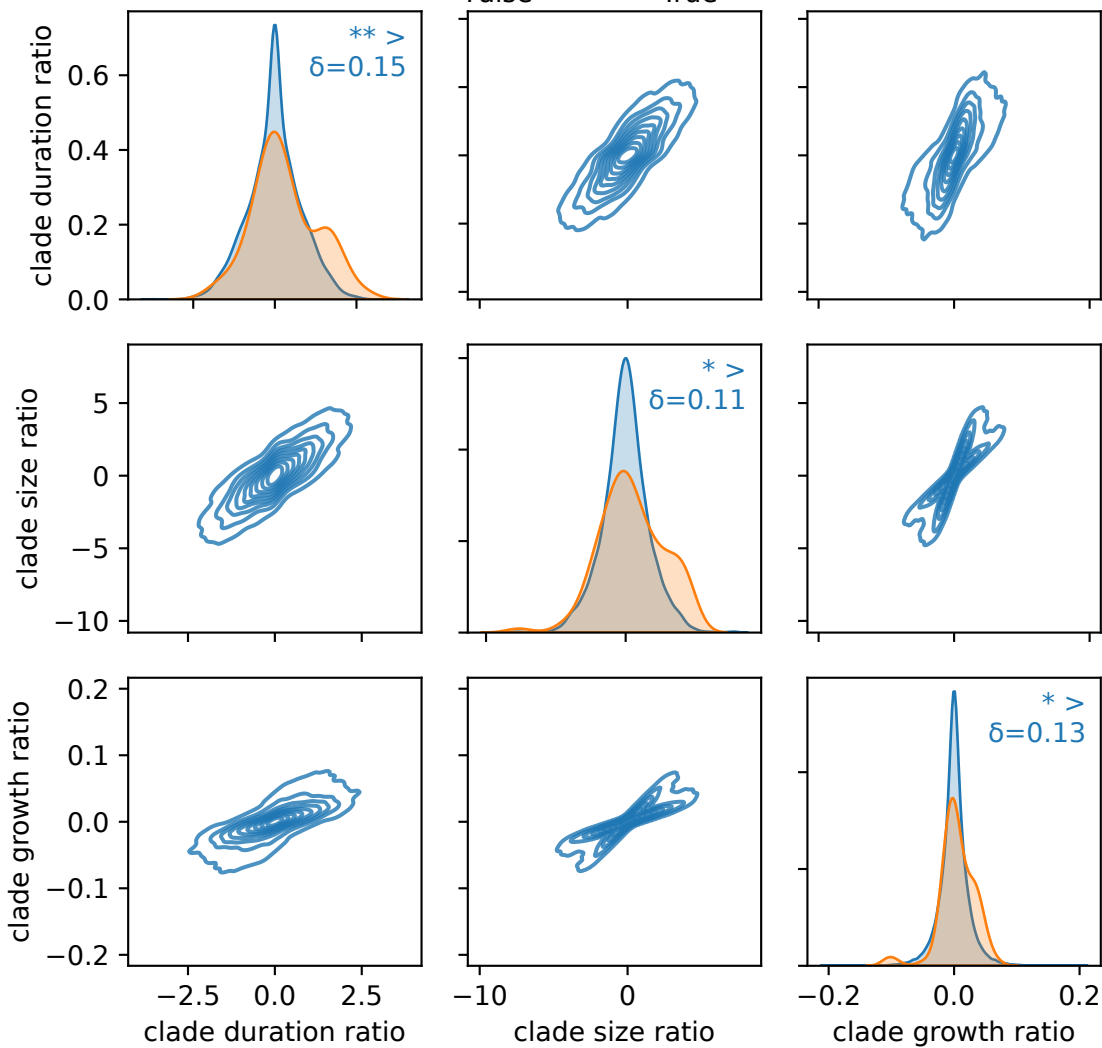 True
** >
δ=0.15
clade duration ratio
0.6
0.4
0.2
0.0
* >
δ=0.11
clade size ratio
5
0
−5
−10
* >
δ=0.13
clade growth ratio
0.2
0.1
0.0
−0.1
−0.2
−2.5 0.0 2.5
−10 0
−0.2 0.0 0.2
clade duration ratio
clade size ratio
clade growth ratio